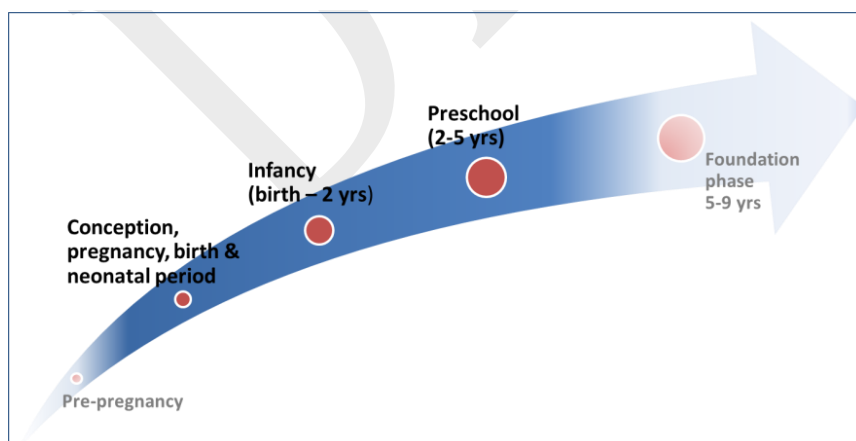 Preschool
(2-5 yrs)
Infancy
(birth – 2 yrs)
Foundation
phase
5-9 yrs
Conception,
pregnancy, birth &
neonatal period
Pre-pregnancy